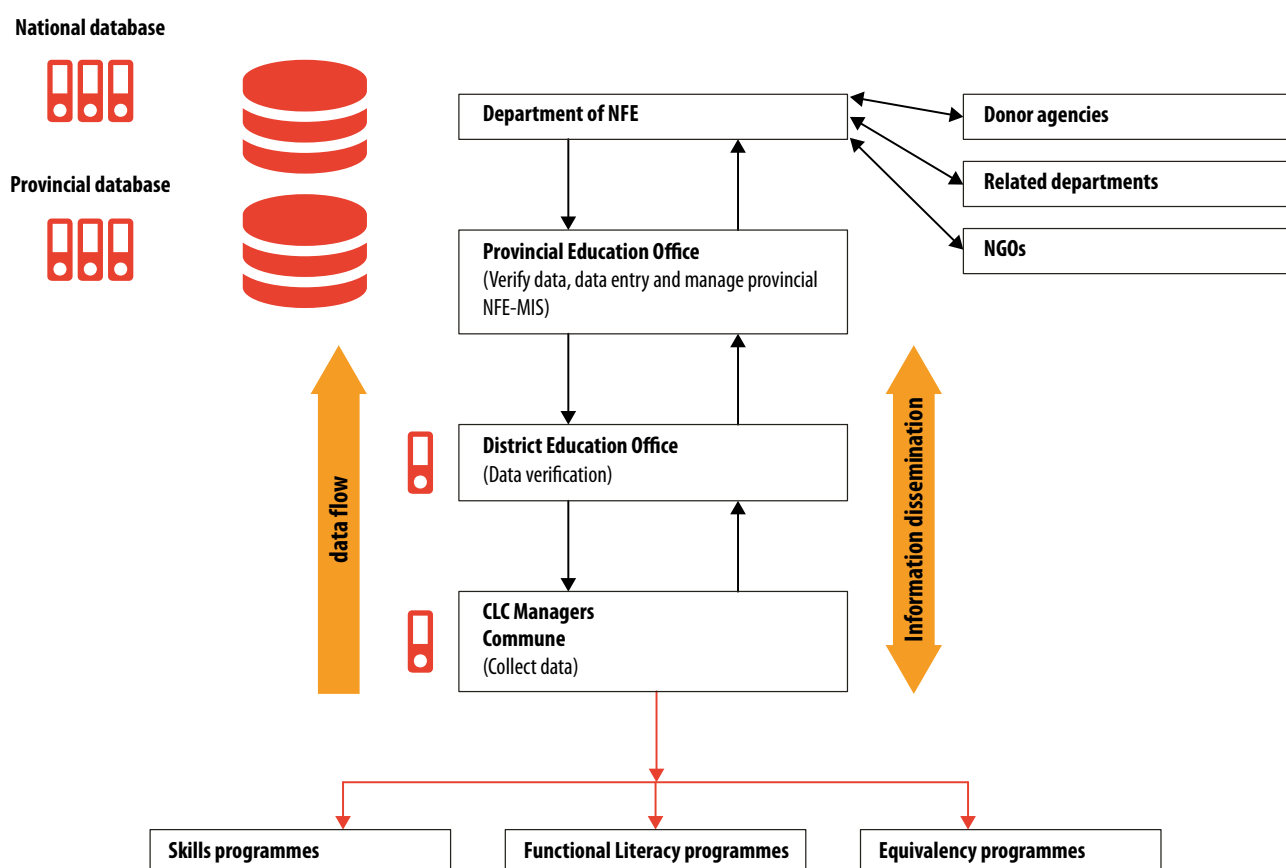 National database
Provincial database
Department of NFE
Donor agencies
Related departments
NGOs
Provincial Education Office
(Verify data, data entry and manage provincial
NFE-MIS)
District Education Office
(Data verification)
CLC Managers
Commune
(Collect data)
data flow
Information dissemination
Skills programmes
Functional Literacy programmes
Equivalency programmes